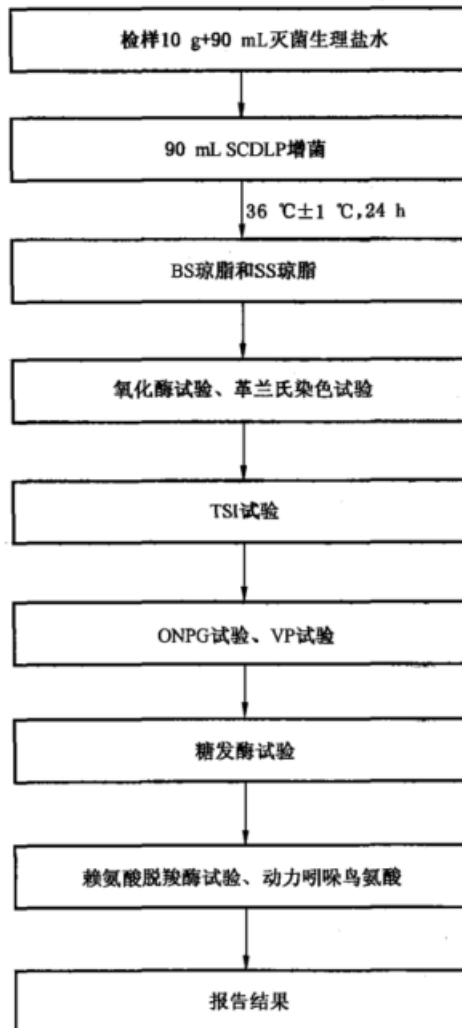 检样10 g+90 mL灭菌生理盐水
90 mL SCDLP增菌
36 ℃±1 ℃,24 h
BS琼脂和SS琼脂
氧化酶试验、革兰氏染色试验
TSI试验
ONPG试验、VP试验
糖发酶试验
赖氨酸脱羧酶试验、动力吲哚鸟氨酸
报告结果